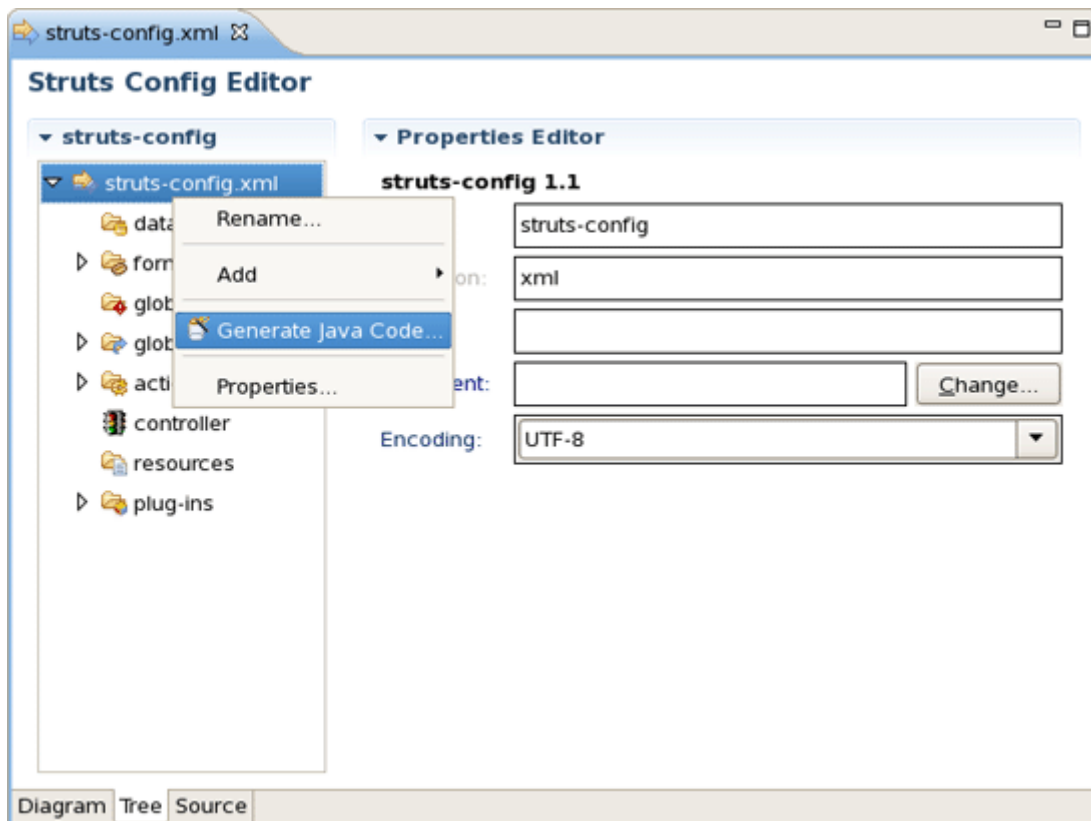 struts-config.xml
Struts Config Editor
struts-config
Properties Editor
struts-config.xml
struts-config 1.1
Rename...
struts-config
Add
xml
Generate Java Code...
Properties...
Change...
controller
Encoding:
UTF-8
resources
plug-ins
Diagram Tree Source